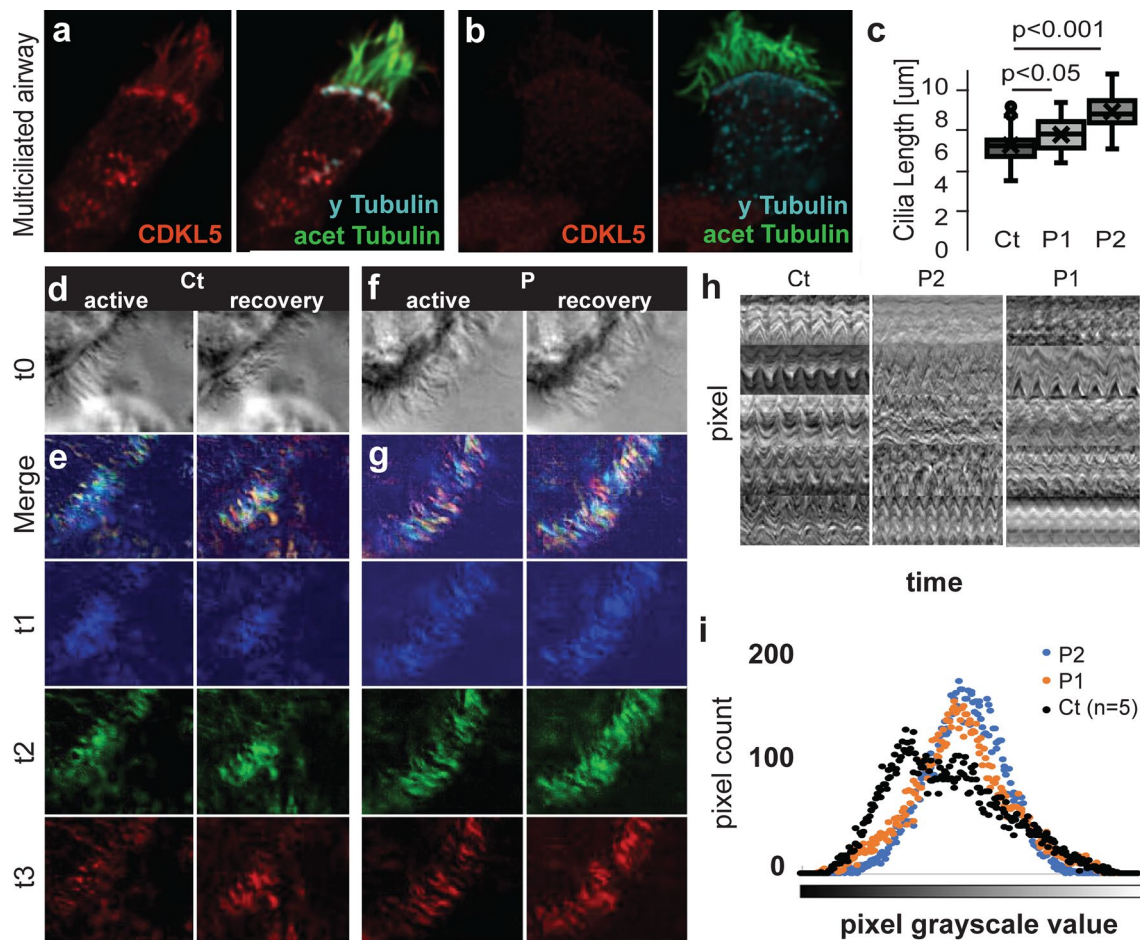 Multiciliated airway
a
CDKL5
y Tubulin
acet Tubulin
b
CDKL5
y Tubulin
acet Tubulin
c
p<0.001
p<0.05
Cilia Length [um]
10
8
6
4
2
0
Ct P1 P2
d Ct
active recovery
f P
active recovery
t0
Merge
e
g
t1
t2
t3
h
Ct P2 P1
pixel
time
i
200
100
0
pixel count
P2
P1
Ct (n=5)
pixel grayscale value